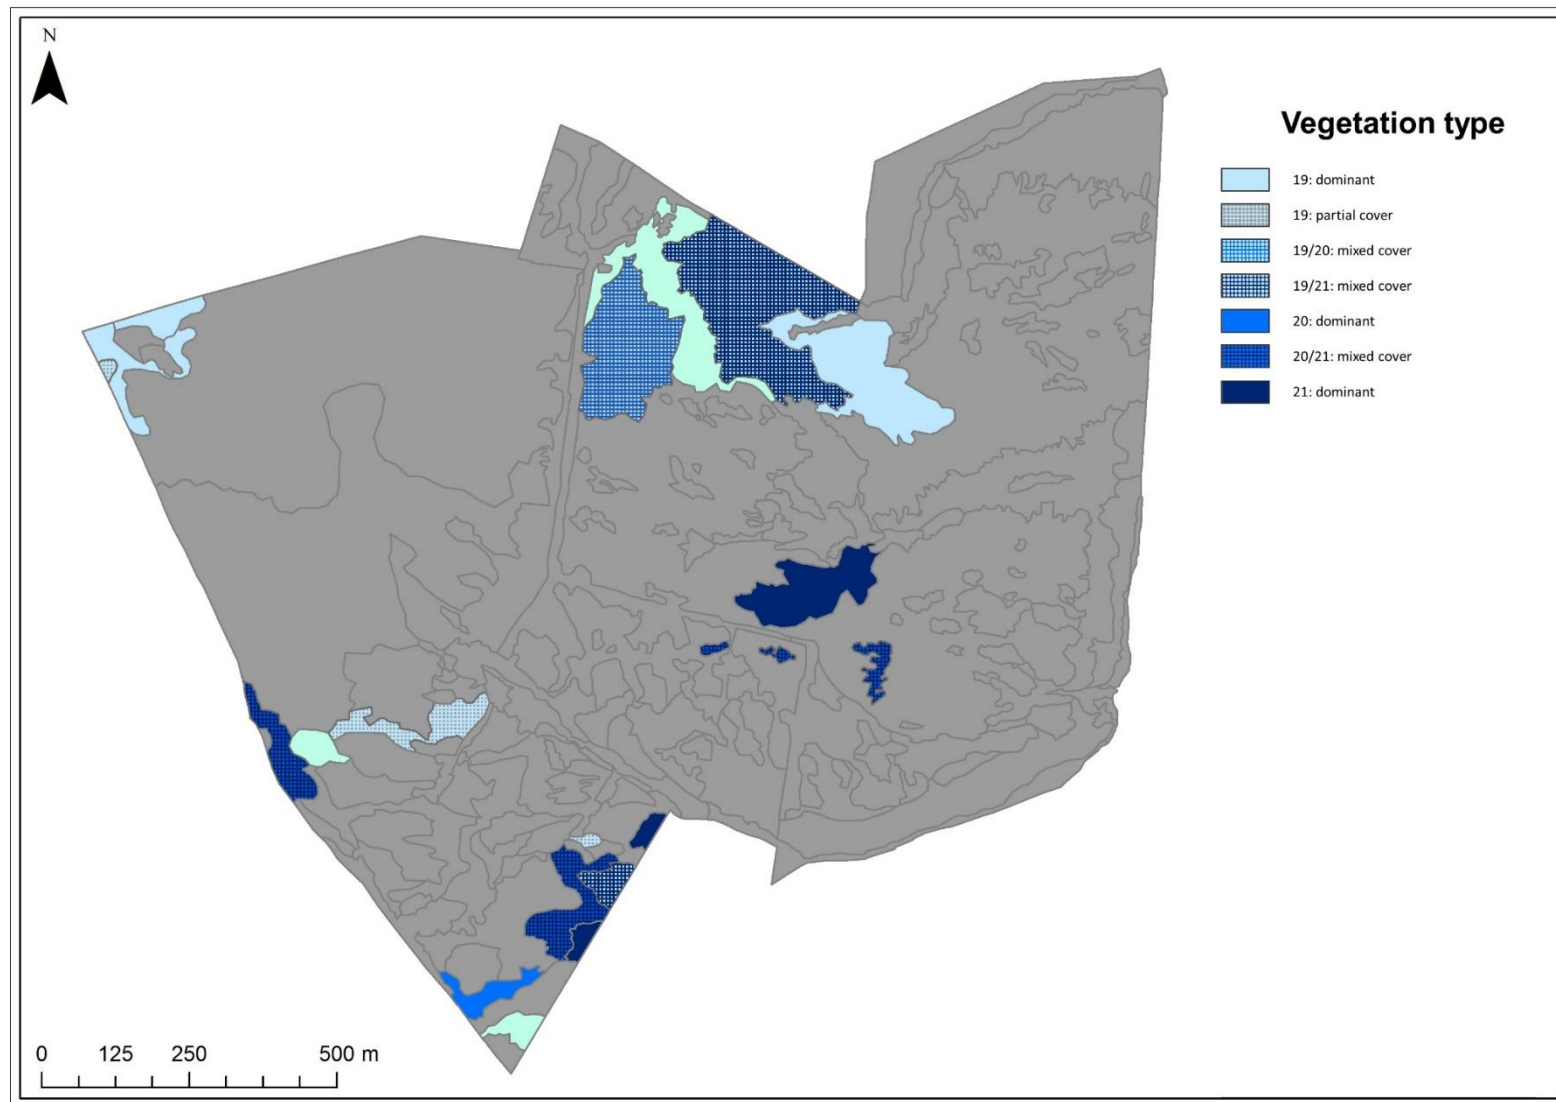 N
Vegetation type
19: dominant
19: partial cover
19/20: mixed cover
19/21: mixed cover
20: dominant
20/21: mixed cover
21: dominant
0 125 250 500 m